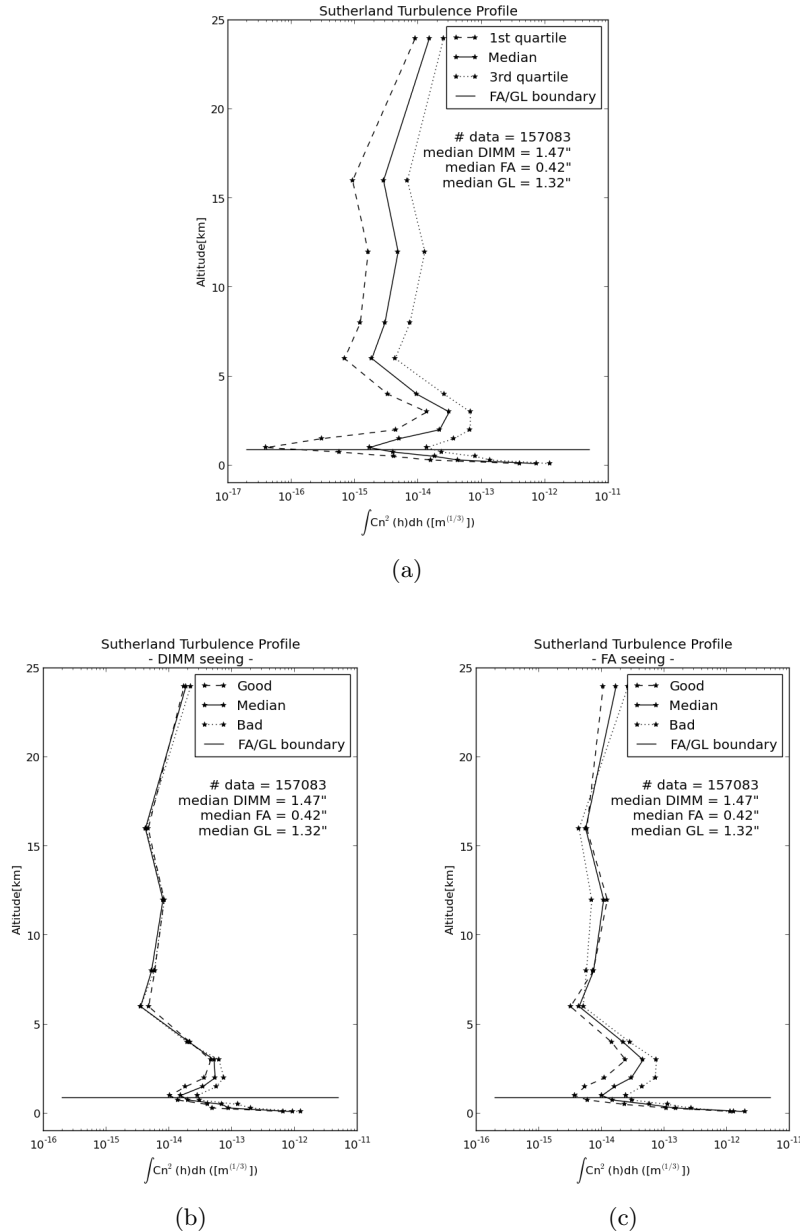 Sutherland Turbulence Profile
25
20
15
10
5
0
Altitude[km]
1st quartile
Median
3rd quartile
FA/GL boundary
# data = 157083
median DIMM = 1.47"
median FA = 0.42"
median GL = 1.32"
10^-17 10^-16 10^-15 10^-14 10^-13 10^-12 10^-11
∫Cn² (h)dh ([m^(1/3)])
(a)
Sutherland Turbulence Profile
- DIMM seeing -
25
20
15
10
5
0
Altitude[km]
Good
Median
Bad
FA/GL boundary
# data = 157083
median DIMM = 1.47"
median FA = 0.42"
median GL = 1.32"
10^-16 10^-15 10^-14 10^-13 10^-12 10^-11
∫Cn² (h)dh ([m^(1/3)])
(b)
Sutherland Turbulence Profile
- FA seeing -
25
20
15
10
5
0
Altitude[km]
Good
Median
Bad
FA/GL boundary
# data = 157083
median DIMM = 1.47"
median FA = 0.42"
median GL = 1.32"
10^-16 10^-15 10^-14 10^-13 10^-12 10^-11
∫Cn² (h)dh ([m^(1/3)])
(c)